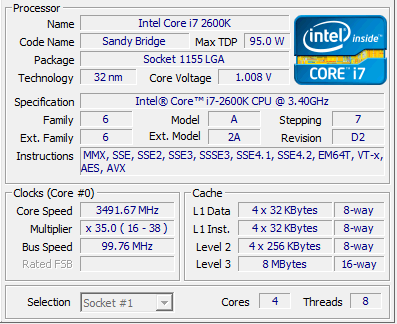 Processor
Name Intel Core i7 2600K
Code Name Sandy Bridge Max TDP 95.0 W
Package Socket 1155 LGA
Technology 32 nm Core Voltage 1.008 V
intel inside™
CORE™ i7
Specification Intel® Core™ i7-2600K CPU @ 3.40GHz
Family 6 Model A Stepping 7
Ext. Family 6 Ext. Model 2A Revision D2
Instructions MMX, SSE, SSE2, SSE3, SSSE3, SSE4.1, SSE4.2, EM64T, VT-x,
AES, AVX
Clocks (Core #0)
Core Speed 3491.67 MHz
Multiplier x 35.0 ( 16 - 38 )
Bus Speed 99.76 MHz
Rated FSB
Cache
L1 Data 4 x 32 KBytes 8-way
L1 Inst. 4 x 32 KBytes 8-way
Level 2 4 x 256 KBytes 8-way
Level 3 8 MBytes 16-way
Selection Socket #1 Cores 4 Threads 8